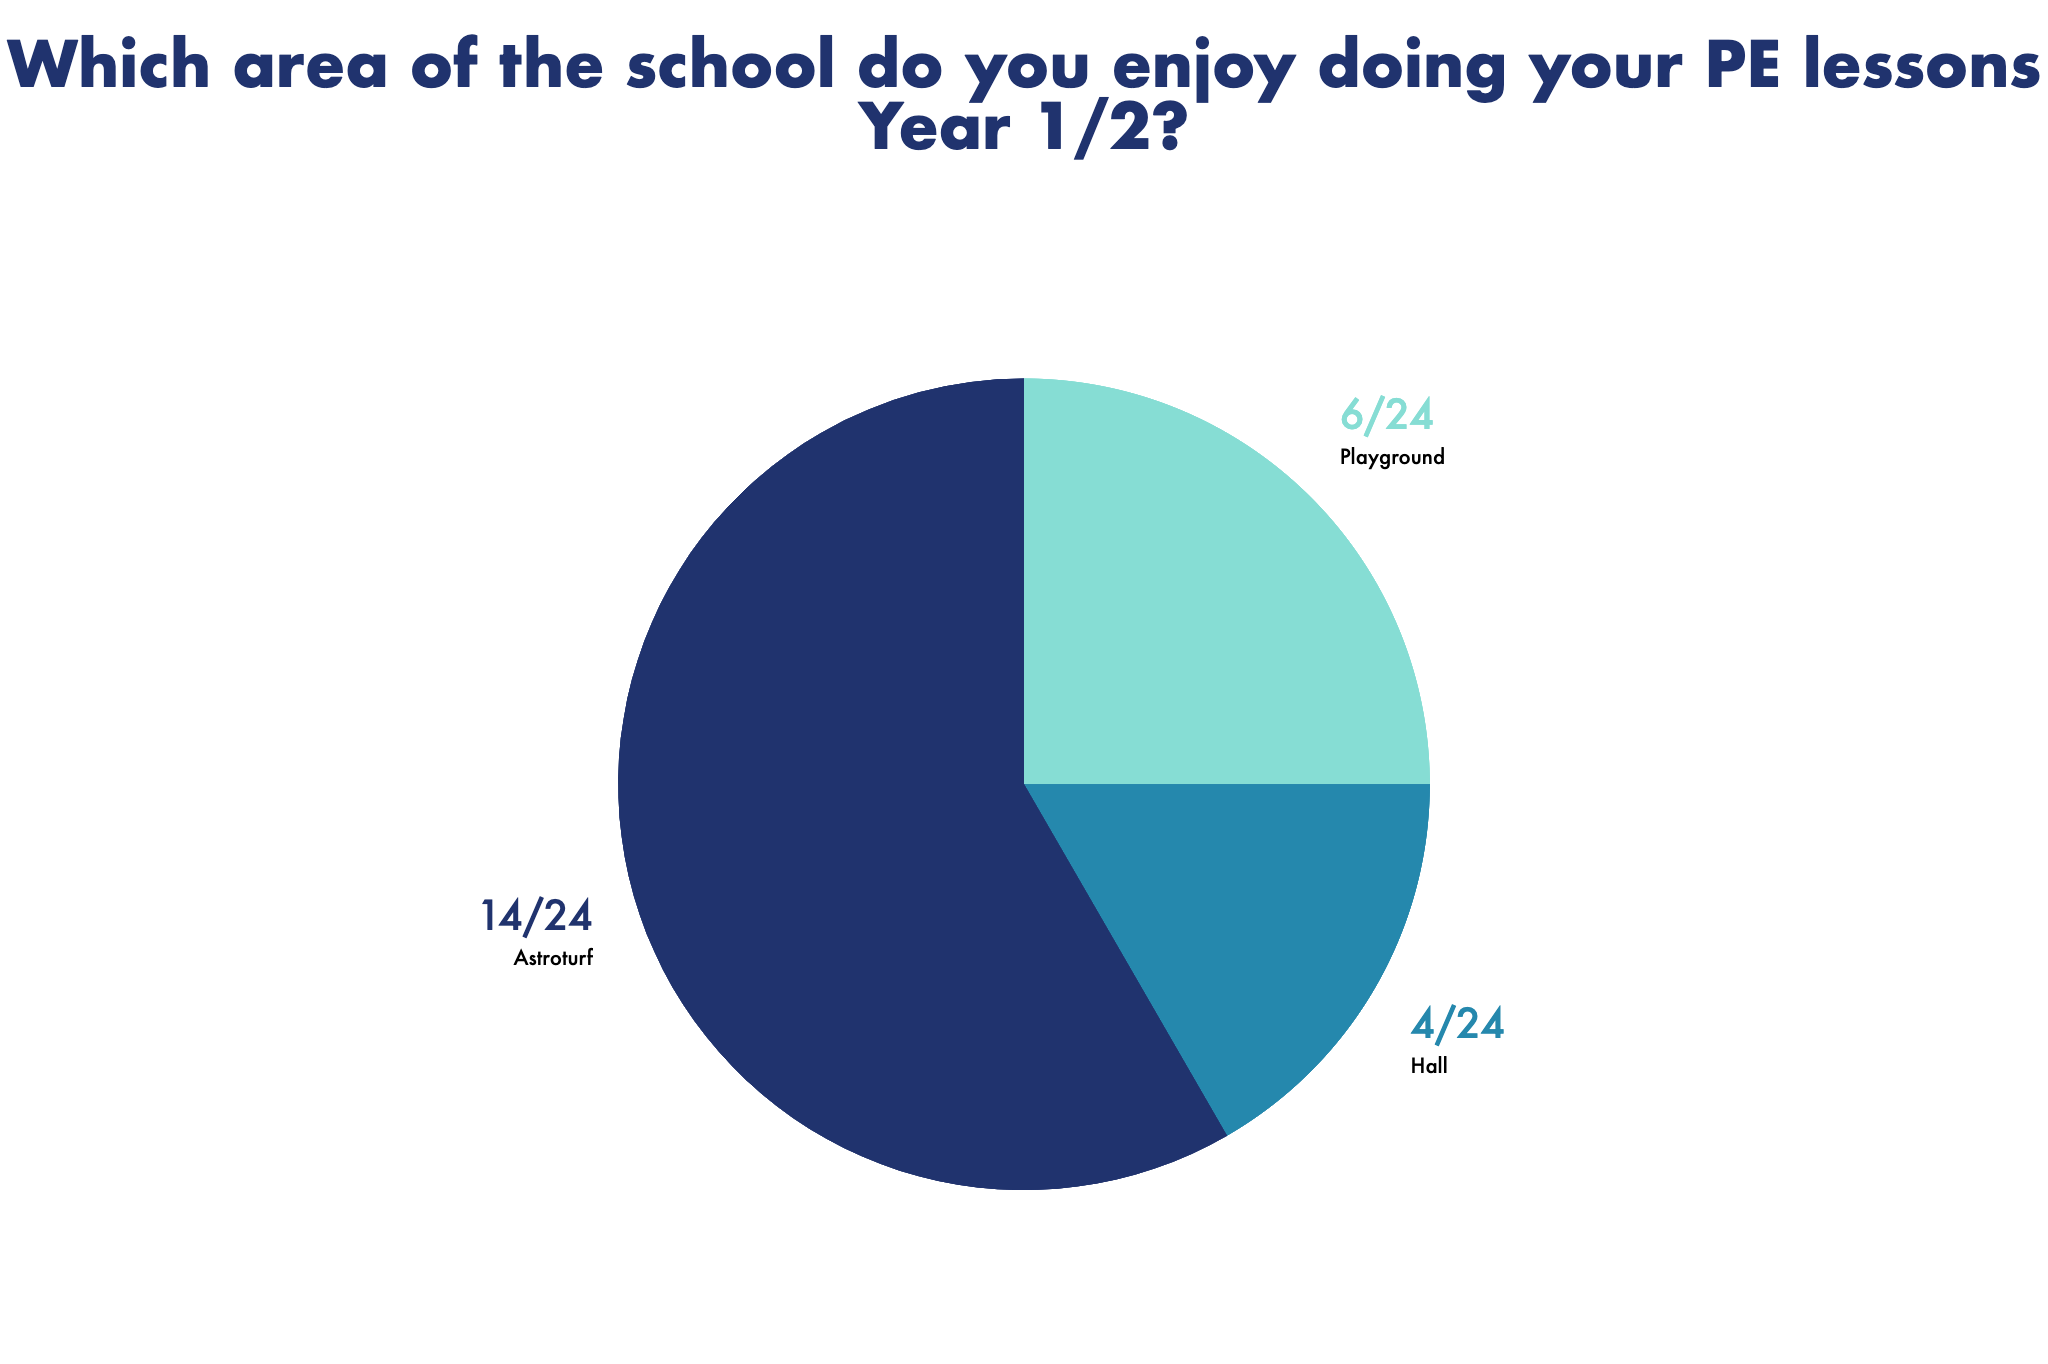 Which area of the school do you enjoy doing your PE lessons
Year 1/2?
6/24
Playground
14/24
Astroturf
4/24
Hall